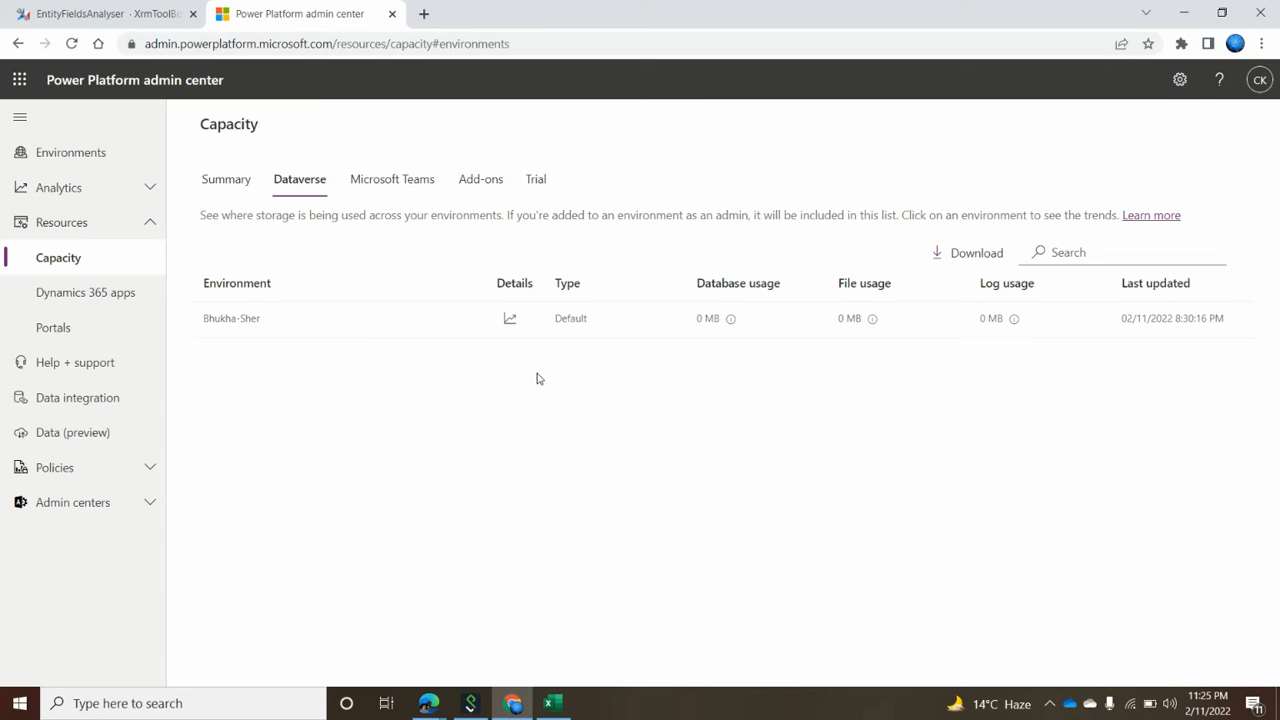 EntityFieldsAnalyser - XrmToolBo
Power Platform admin center
admin.powerplatform.microsoft.com/resources/capacity#environments
Power Platform admin center
CK
Environments
Analytics
Resources
Capacity
Dynamics 365 apps
Portals
Help + support
Data integration
Data (preview)
Policies
Admin centers
Capacity
Summary Dataverse Microsoft Teams Add-ons Trial
See where storage is being used across your environments. If you're added to an environment as an admin, it will be included in this list. Click on an environment to see the trends. Learn more
Download Search
Environment Details Type Database usage File usage Log usage Last updated
Bhukha-Sher Default 0 MB 0 MB 0 MB 02/11/2022 8:30:16 PM
Type here to search
14°C Haze
11:25 PM
2/11/2022
11